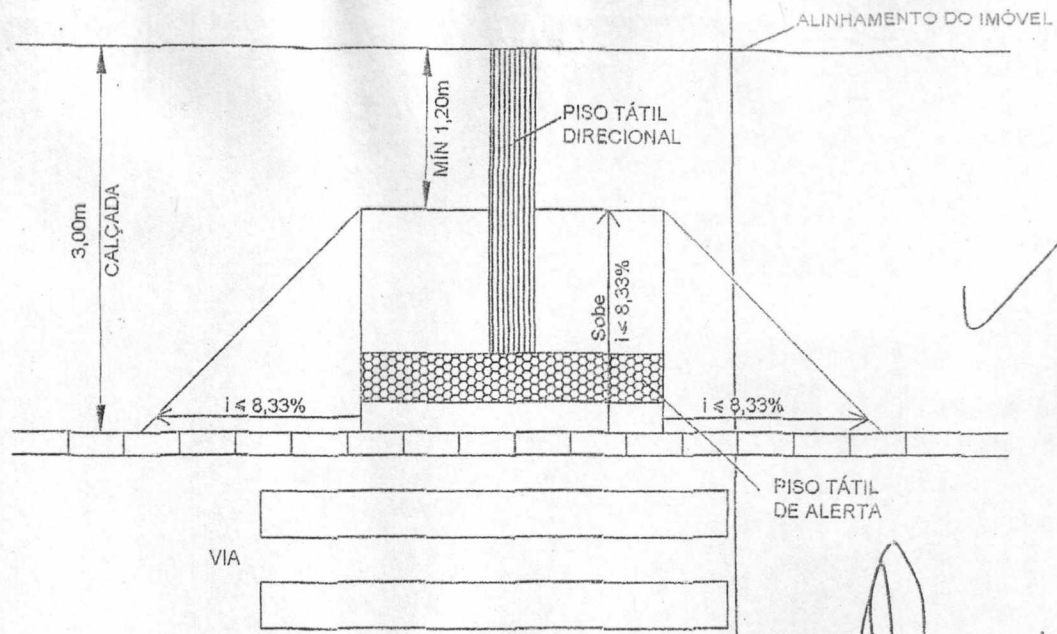 ALINHAMENTO DO IMÓVEL
3,00m
CALÇADA
MÍN 1,20m
PISO TÁTIL
DIRECIONAL
Sobe
i ⩽ 8,33%
i ⩽ 8,33%
i ⩽ 8,33%
PISO TÁTIL
DE ALERTA
VIA